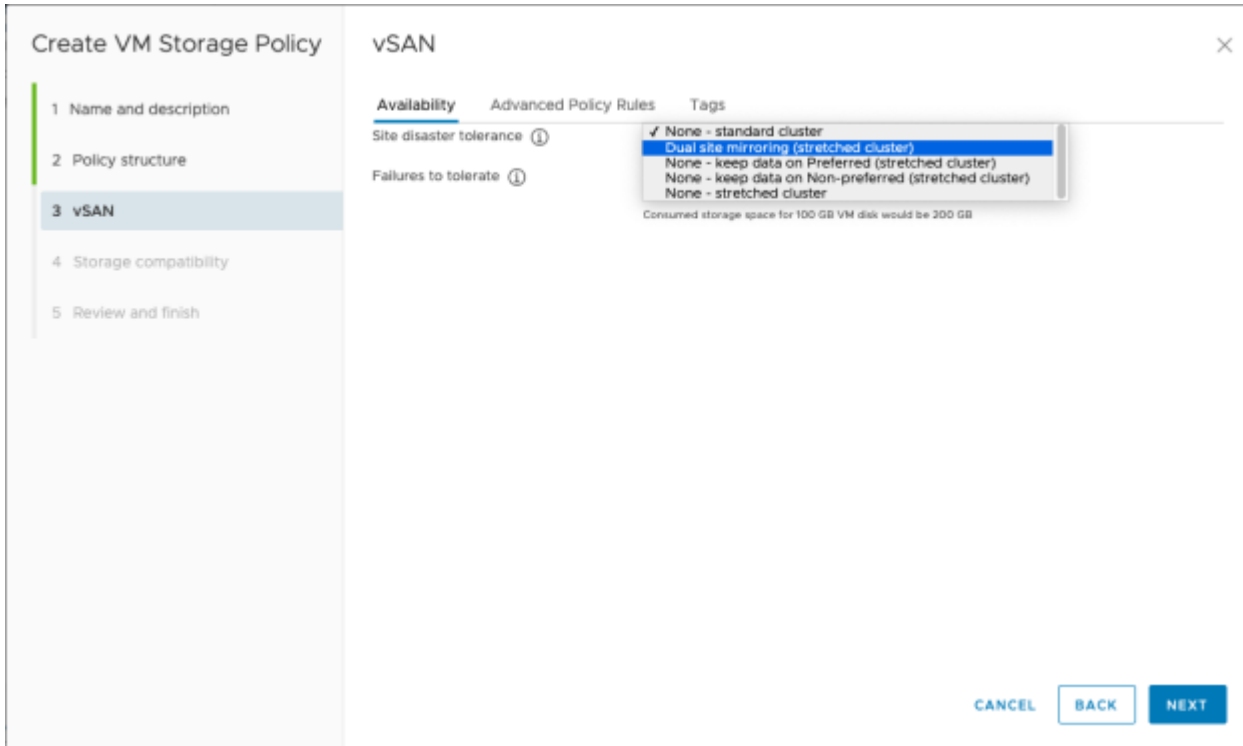 Create VM Storage Policy
1 Name and description
2 Policy structure
3 vSAN
4 Storage compatibility
5 Review and finish
vSAN
Availability Advanced Policy Rules Tags
Site disaster tolerance
✓ None - standard cluster
Dual site mirroring (stretched cluster)
None - keep data on Preferred (stretched cluster)
None - keep data on Non-preferred (stretched cluster)
None - stretched cluster
Failures to tolerate
Consumed storage space for 100 GB VM disk would be 200 GB
CANCEL BACK NEXT